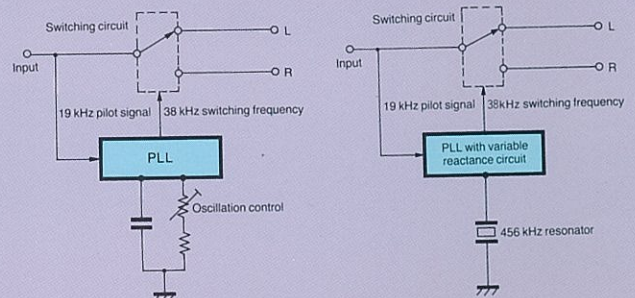 Switching circuit
L
Input
R
19 kHz pilot signal
38 kHz switching frequency
PLL
Oscillation control
Switching circuit
L
Input
R
19 kHz pilot signal
38kHz switching frequency
PLL with variable
reactance circuit
456 kHz resonator